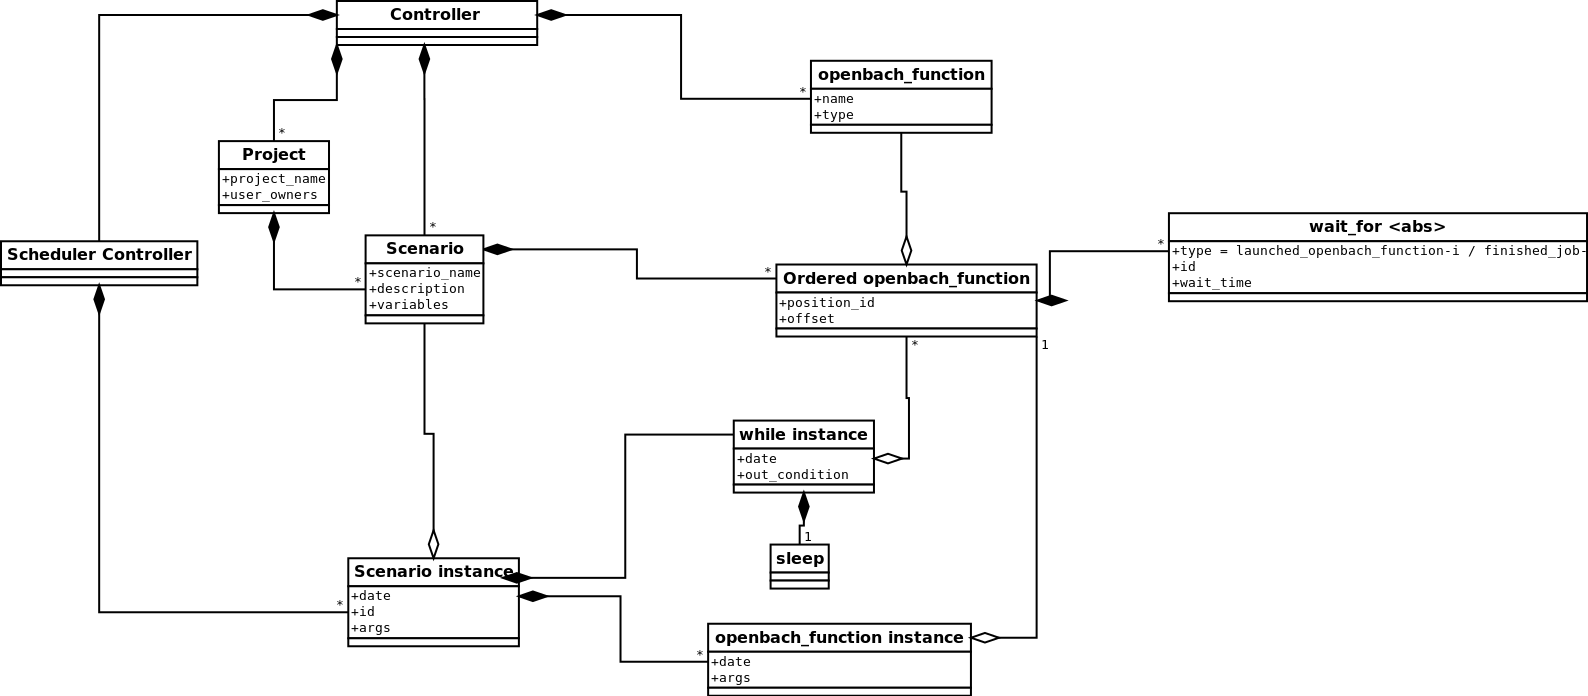 Controller
openbach_function
+name
+type
*
*
Project
+project_name
+user_owners
*
Scenario
+scenario_name
+description
+variables
*
Scheduler Controller
*
Ordered openbach_function
+position_id
+offset
*
wait_for <abs>
+type = launched_openbach_function-i / finished_job-
+id
+wait_time
*
1
while instance
+date
+out_condition
1
sleep
Scenario instance
+date
+id
+args
*
openbach_function instance
+date
+args
*